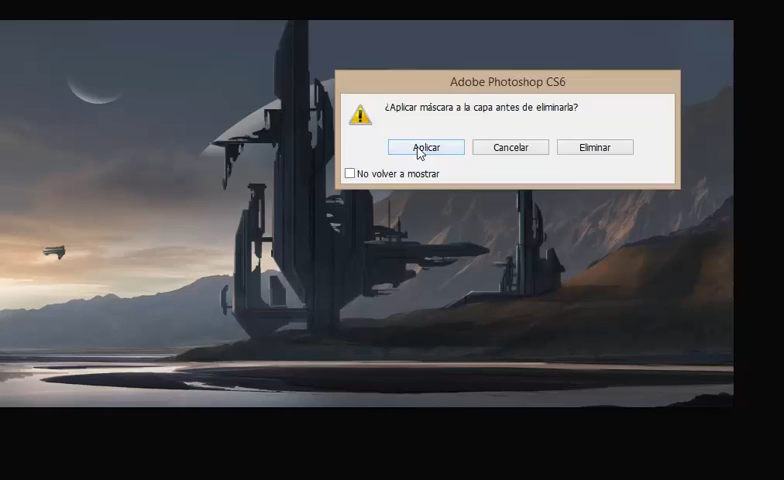 Adobe Photoshop CS6
¿Aplicar máscara a la capa antes de eliminarla?
Aplicar
Cancelar
Eliminar
No volver a mostrar